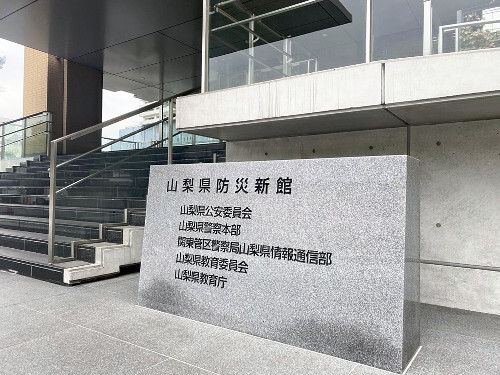 山梨県防災新館
山梨県公安委員会
山梨県警察本部
関東管区警察局山梨県情報通信部
山梨県教育委員会
山梨県教育庁